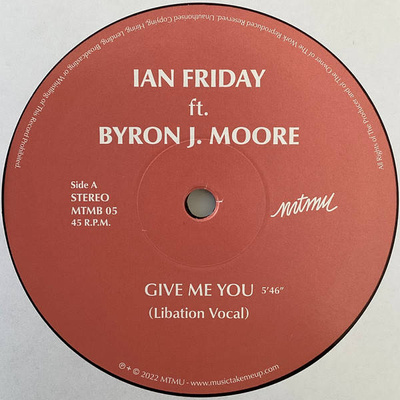 All Rights of The Producer and of Owner of The Work Reproduced Reserved. Unauthorised Copying, Hiring, Lending, Broadcasting or Wireless of This Record Prohibited.
IAN FRIDAY
ft.
BYRON J. MOORE
Side A
STEREO
MTMB 05
45 R.P.M.
mtmu
GIVE ME YOU 5'46"
(Libation Vocal)
℗ + © 2022 MTMU - www.musictakemeup.com